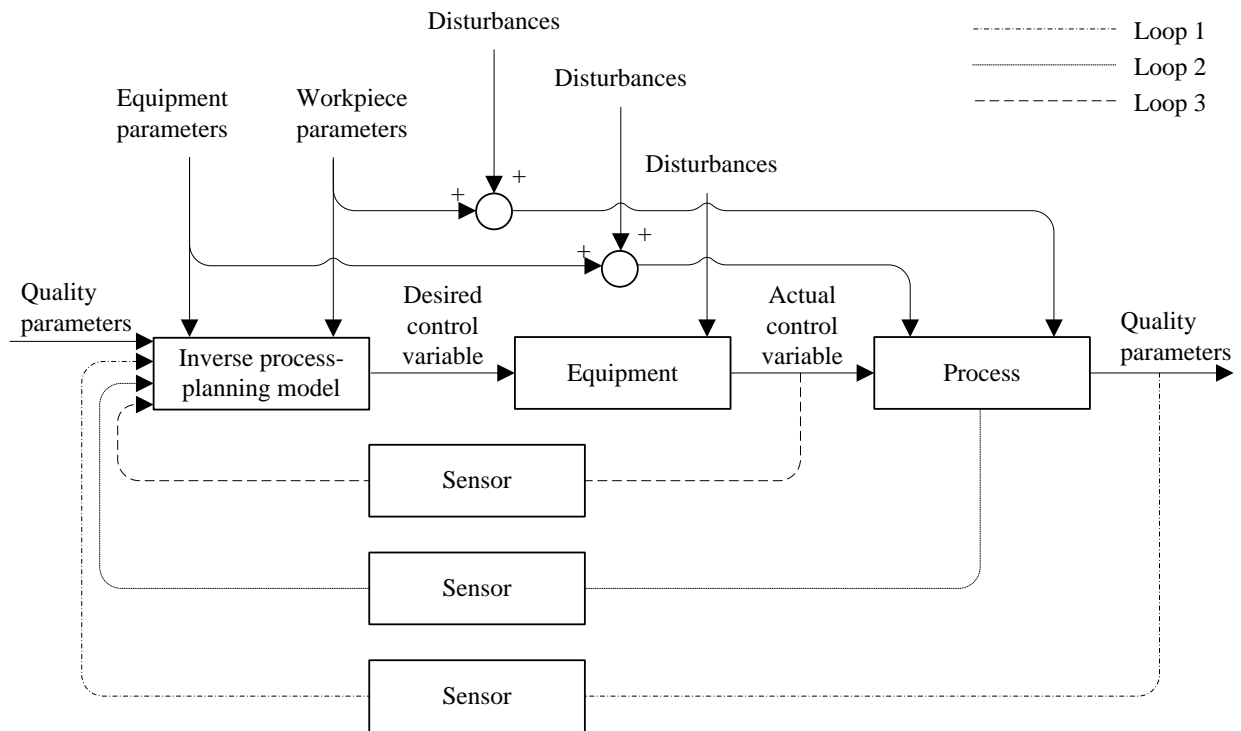 Disturbances
Loop 1
Loop 2
Loop 3
Disturbances
Equipment
parameters
Workpiece
parameters
Disturbances
+
+
+
+
Quality
parameters
Desired
control
variable
Actual
control
variable
Quality
parameters
Inverse process-
planning model
Equipment
Process
Sensor
Sensor
Sensor